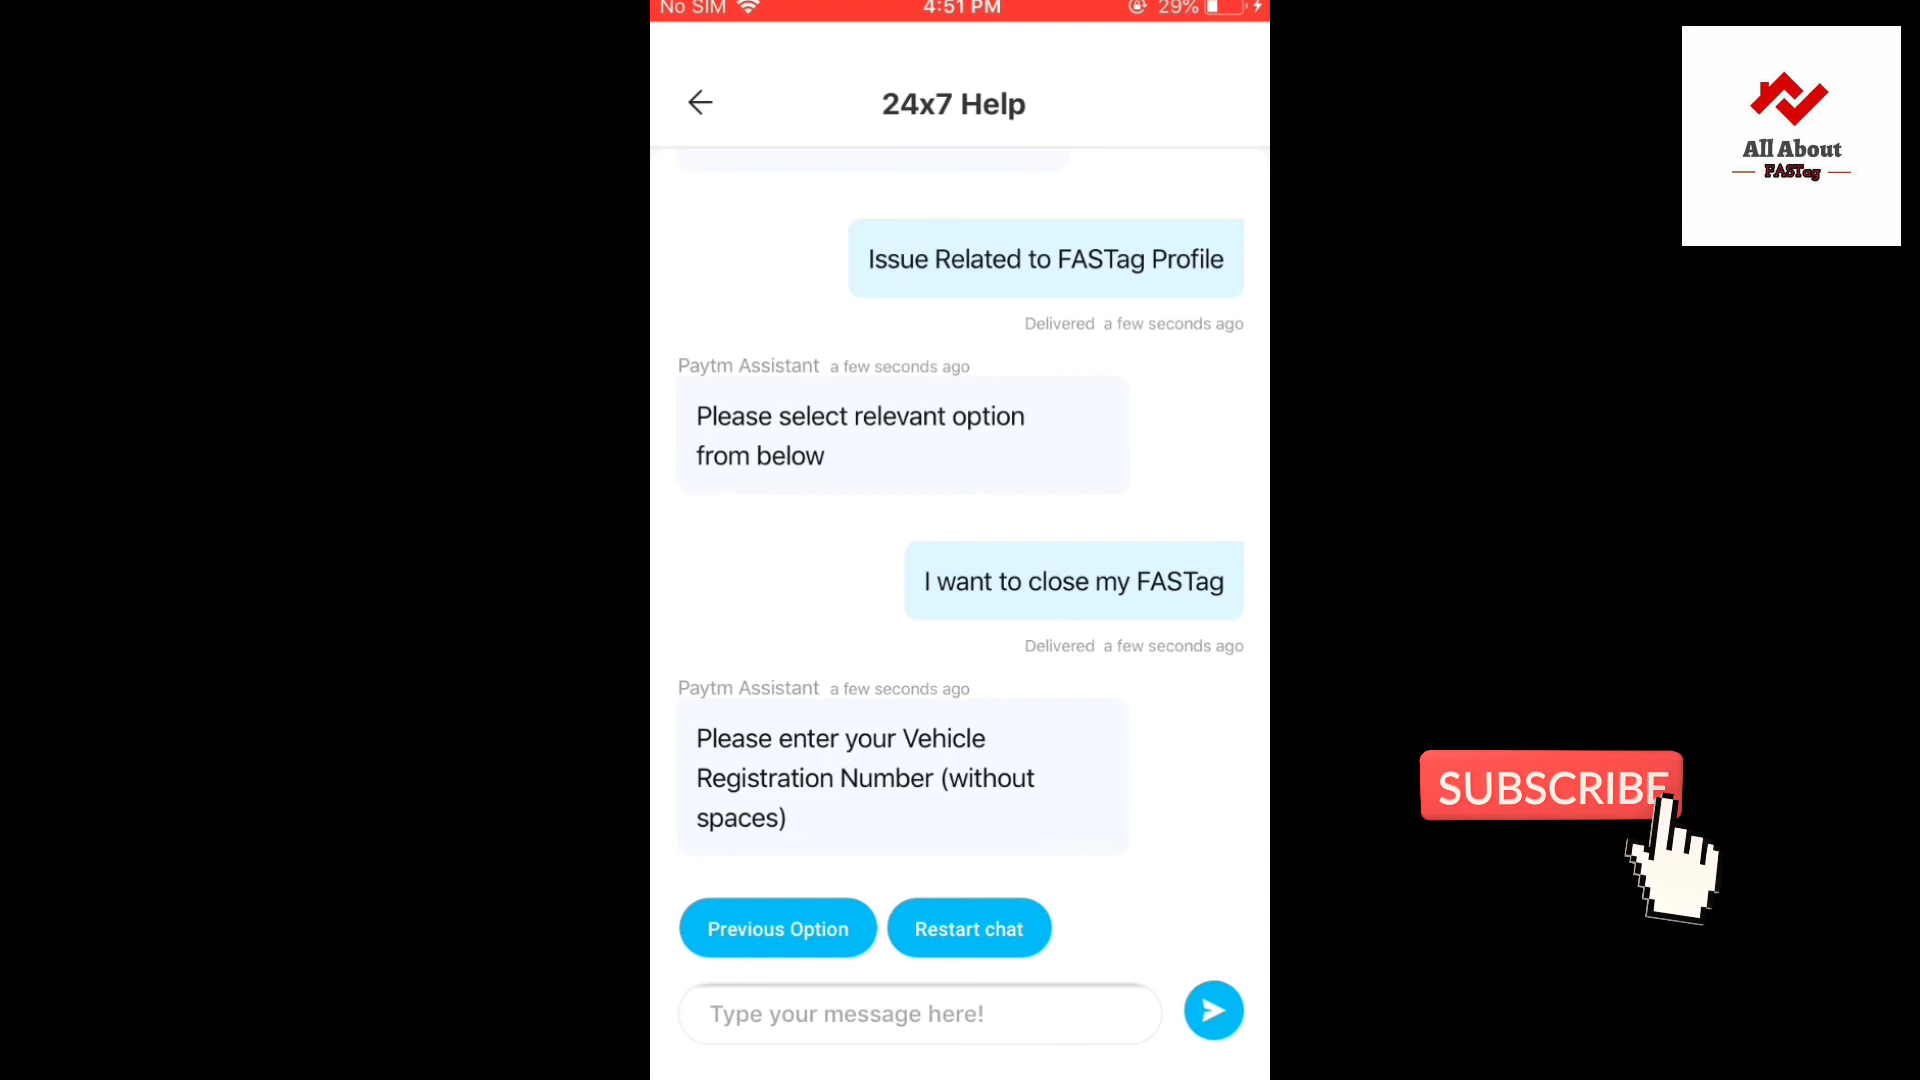 No SIM 4:51 PM 29%
24x7 Help
All About
FASTag
Issue Related to FASTag Profile
Delivered a few seconds ago
Paytm Assistant a few seconds ago
Please select relevant option
from below
I want to close my FASTag
Delivered a few seconds ago
Paytm Assistant a few seconds ago
Please enter your Vehicle
Registration Number (without
spaces)
SUBSCRIBE
Previous Option
Restart chat
Type your message here!